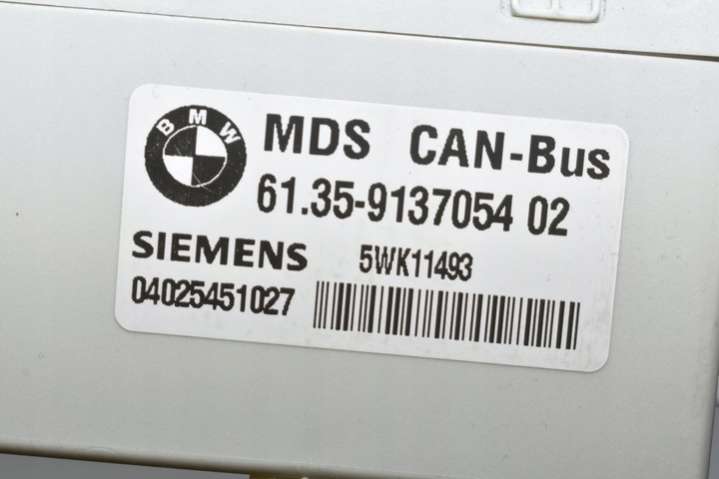 BMW
MDS CAN-Bus
61.35-9137054 02
SIEMENS 5WK11493
04025451027